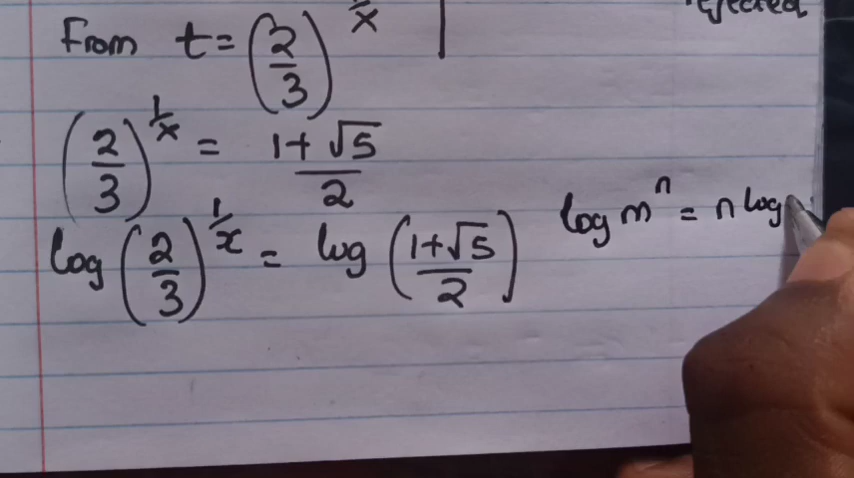 rejected
From t = (2/3)^(1/x)
(2/3)^(1/x) = (1+√5)/2
log (2/3)^(1/x) = log ((1+√5)/2) log m^n = n log